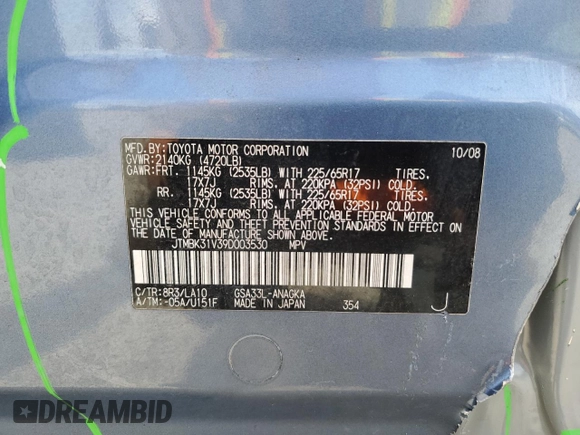 MFD.BY:TOYOTA MOTOR CORPORATION 10/08
GVWR:2140KG (4720LB)
GAWR:FRT. 1145KG (2535LB) WITH 225/65R17 TIRES.
17X7J RIMS. AT 220KPA (32PSI) COLD.
RR. 1145KG (2535LB) WITH 225/65R17 TIRES.
17X7J RIMS. AT 220KPA (32PSI) COLD.
THIS VEHICLE CONFORMS TO ALL APPLICABLE FEDERAL MOTOR
VEHICLE SAFETY AND THEFT PREVENTION STANDARDS IN EFFECT ON
THE DATE OF MANUFACTURE SHOWN ABOVE.
JTMBK31V39D003530 MPV
C/TR:8R3/LA10 GSA33L-ANAGKA
A/TM:-05A/U151F MADE IN JAPAN 354 J
DREAMBID